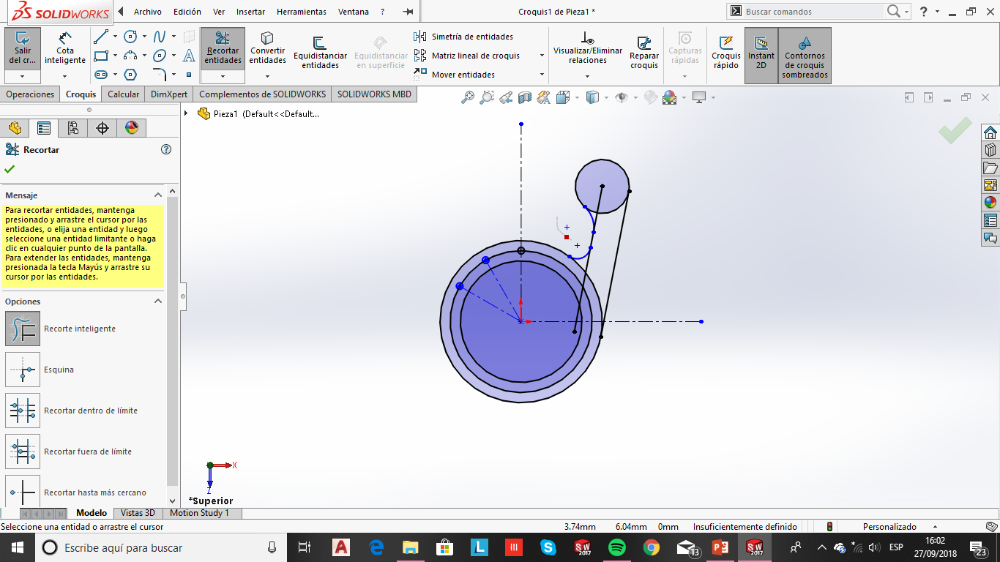 SOLIDWORKS
Archivo Edición Ver Insertar Herramientas Ventana ?
Croquis1 de Pieza1 *
Buscar comandos
?
Salir del cr...
Cota inteligente
Recortar entidades
Convertir entidades
Equidistanciar entidades
Equidistanciar en superficie
Simetría de entidades
Matriz lineal de croquis
Mover entidades
Visualizar/Eliminar relaciones
Reparar croquis
Capturas rápidas
Croquis rápido
Instant 2D
Contornos de croquis sombreados
Operaciones Croquis Calcular DimXpert Complementos de SOLIDWORKS SOLIDWORKS MBD
Pieza1 (Default<<Default...
Recortar
?
Mensaje
Para recortar entidades, mantenga
presionado y arrastre el cursor por las
entidades, o elija una entidad y luego
seleccione una entidad limitante o haga
clic en cualquier punto de la pantalla.
Para extender las entidades, mantenga
presionada la tecla Mayús y arrastre su
cursor por las entidades.
Opciones
Recorte inteligente
Esquina
Recortar dentro de límite
Recortar fuera de límite
Recortar hasta más cercano
X
Z
*Superior
Modelo Vistas 3D Motion Study 1
Seleccione una entidad o arrastre el cursor
3.74mm 6.04mm 0mm Insuficientemente definido
Personalizado
Escribe aquí para buscar
13
ESP
16:02
27/09/2018
23